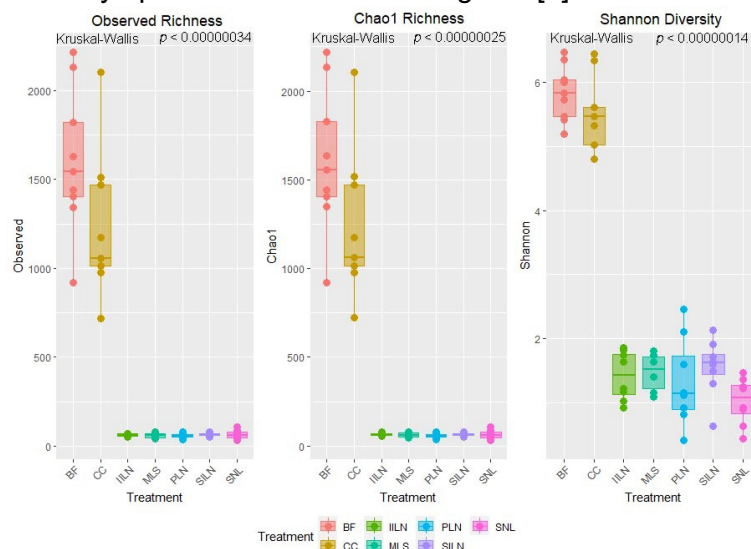 Observed Richness
Kruskal-Wallis p < 0.00000034
2000
1500
1000
500
0
Observed
BF CC IILN MLS PLN SILN SNL
Treatment
Chao1 Richness
Kruskal-Wallis p < 0.00000025
2000
1500
1000
500
0
Chao1
BF CC IILN MLS PLN SILN SNL
Treatment
Shannon Diversity
Kruskal-Wallis p < 0.00000014
6
4
2
Shannon
BF CC IILN MLS PLN SILN SNL
Treatment
Treatment BF IILN PLN SNL
CC MLS SILN